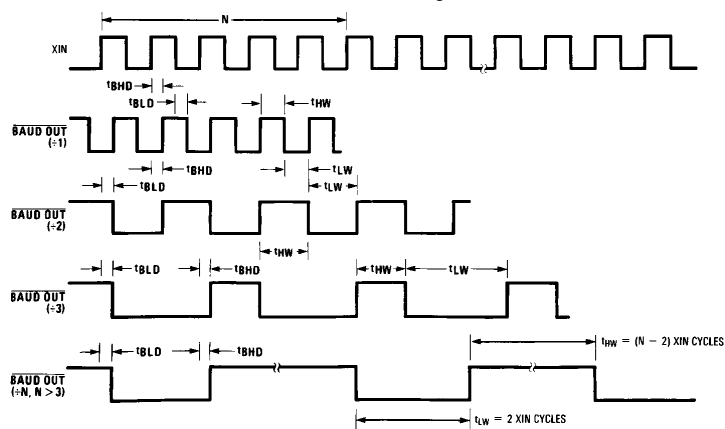 N
XIN
tBHD
tBLD
tHW
BAUD OUT
(÷1)
tBHD
tLW
tBLD
tLW
BAUD OUT
(÷2)
tHW
tBLD
tBHD
tHW
tLW
BAUD OUT
(÷3)
tBLD
tBHD
tHW = (N − 2) XIN CYCLES
BAUD OUT
(÷N, N > 3)
tLW = 2 XIN CYCLES